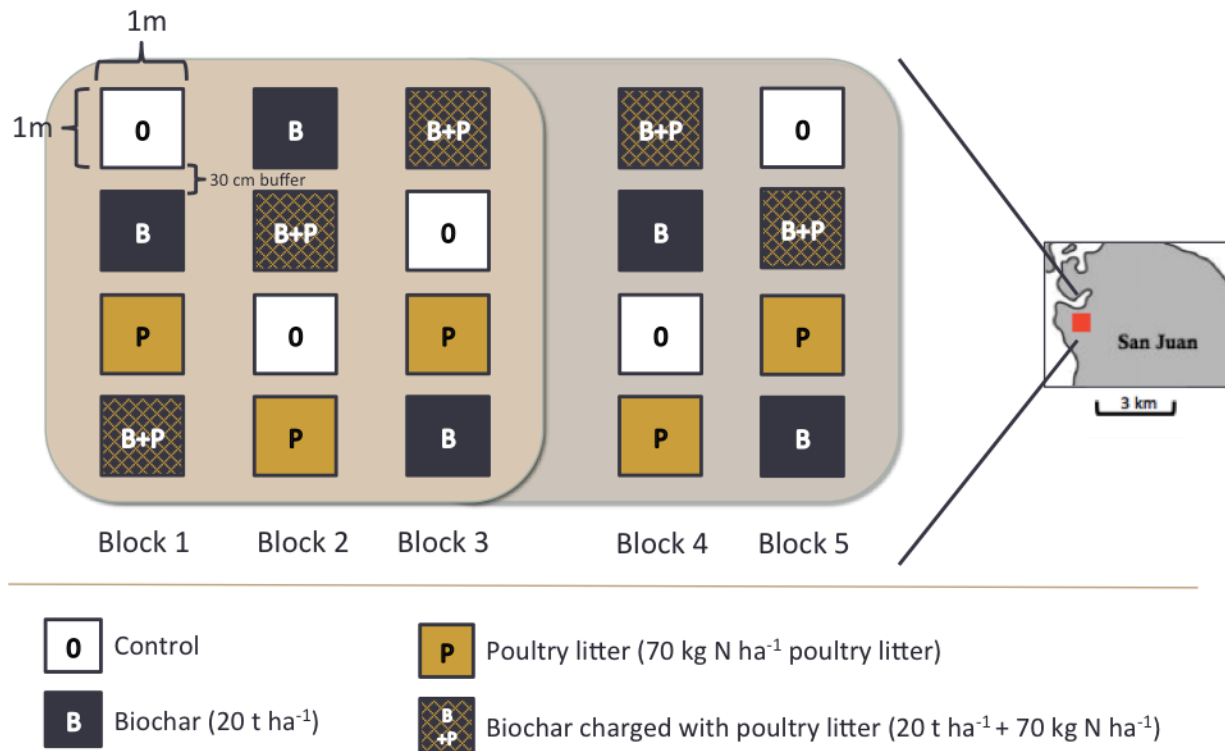 1m
1m
0
B
B+P
B+P
0
30 cm buffer
B
B+P
0
B
B+P
P
0
P
0
P
B+P
P
B
P
B
San Juan
3 km
Block 1
Block 2
Block 3
Block 4
Block 5
0
Control
P
Poultry litter (70 kg N ha⁻¹ poultry litter)
B
Biochar (20 t ha⁻¹)
B
+P
Biochar charged with poultry litter (20 t ha⁻¹ + 70 kg N ha⁻¹)